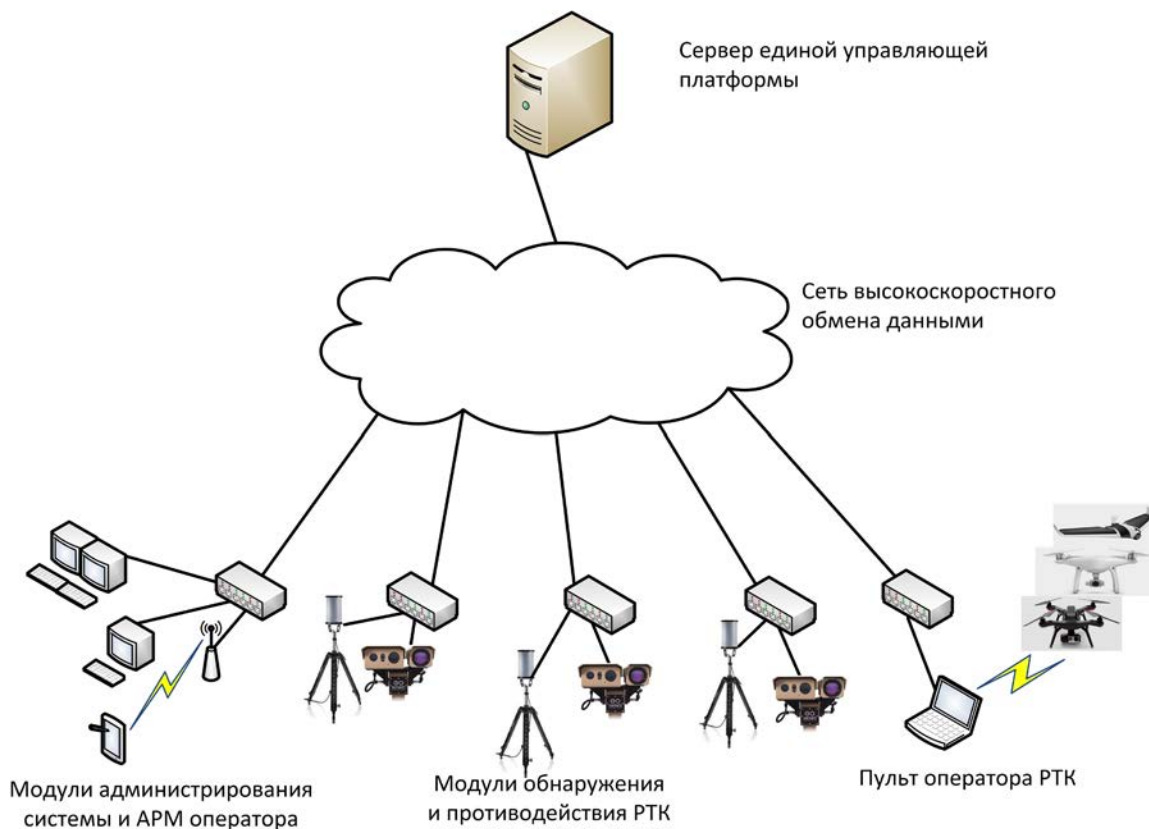 Сервер единой управляющей
платформы
Сеть высокоскоростного
обмена данными
Модули администрирования
системы и АРМ оператора
Модули обнаружения
и противодействия РТК
Пульт оператора РТК